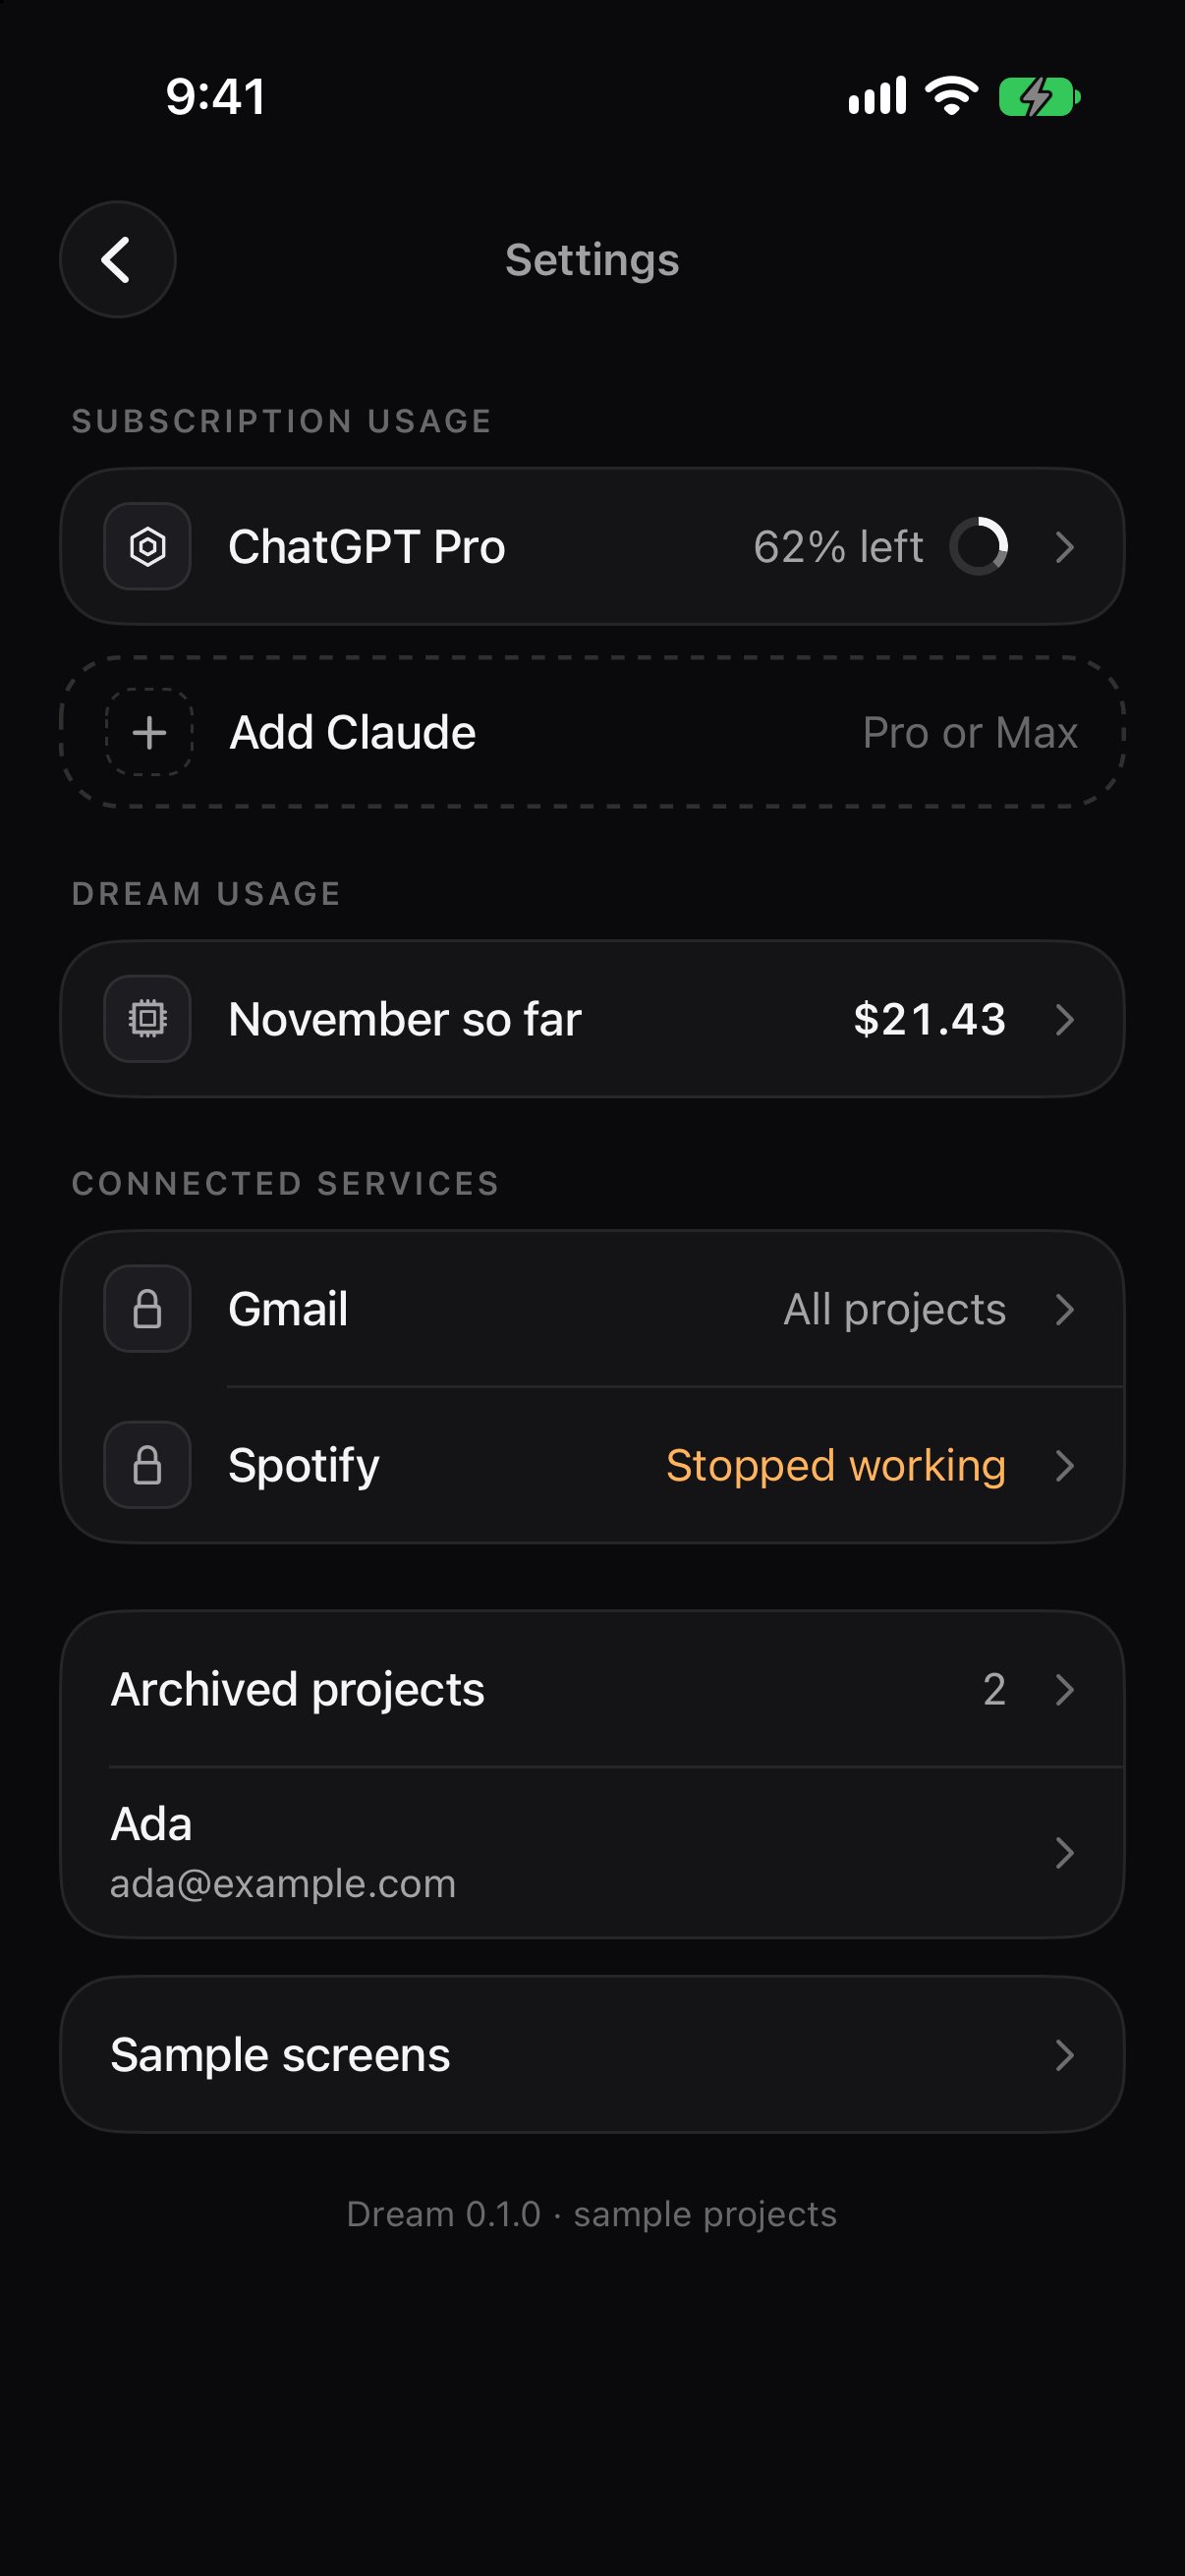 9:41
Settings
SUBSCRIPTION USAGE
ChatGPT Pro 62% left
Add Claude Pro or Max
DREAM USAGE
November so far $21.43
CONNECTED SERVICES
Gmail All projects
Spotify Stopped working
Archived projects 2
Ada
ada@example.com
Sample screens
Dream 0.1.0 · sample projects